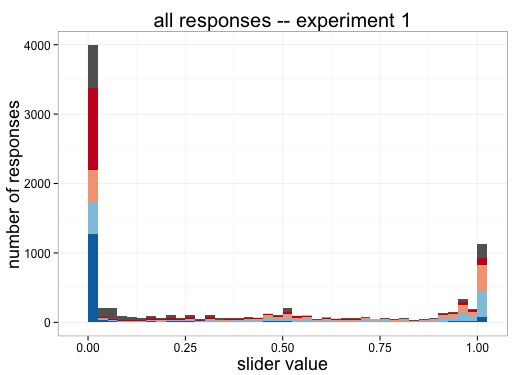 all responses -- experiment 1
number of responses
4000
3000
2000
1000
0
0.00 0.25 0.50 0.75 1.00
slider value